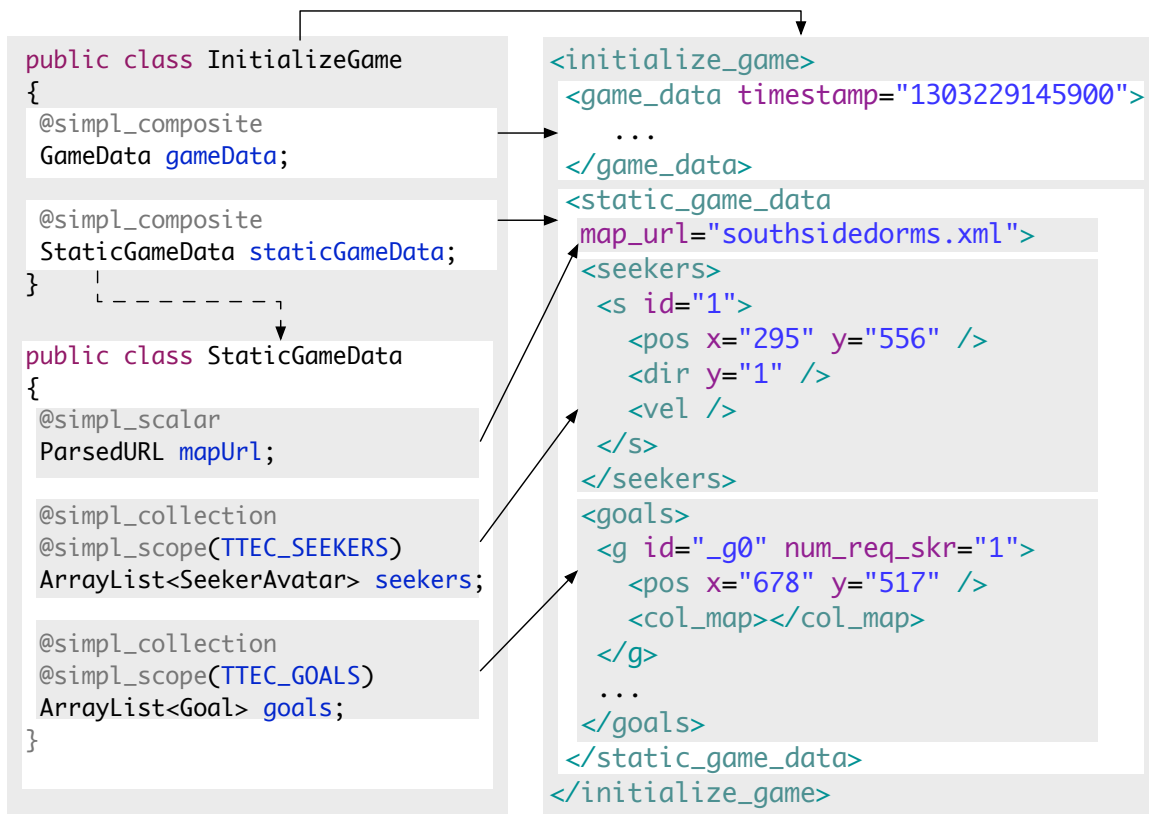 public class InitializeGame
{
@simpl_composite
GameData gameData;
@simpl_composite
StaticGameData staticGameData;
}
public class StaticGameData
{
@simpl_scalar
ParsedURL mapUrl;
@simpl_collection
@simpl_scope(TTEC_SEEKERS)
ArrayList<SeekerAvatar> seekers;
@simpl_collection
@simpl_scope(TTEC_GOALS)
ArrayList<Goal> goals;
}
<initialize_game>
<game_data timestamp="1303229145900">
...
</game_data>
<static_game_data
map_url="southsidedorms.xml">
<seekers>
<s id="1">
<pos x="295" y="556" />
<dir y="1" />
<vel />
</s>
</seekers>
<goals>
<g id="_g0" num_req_skr="1">
<pos x="678" y="517" />
<col_map></col_map>
</g>
...
</goals>
</static_game_data>
</initialize_game>